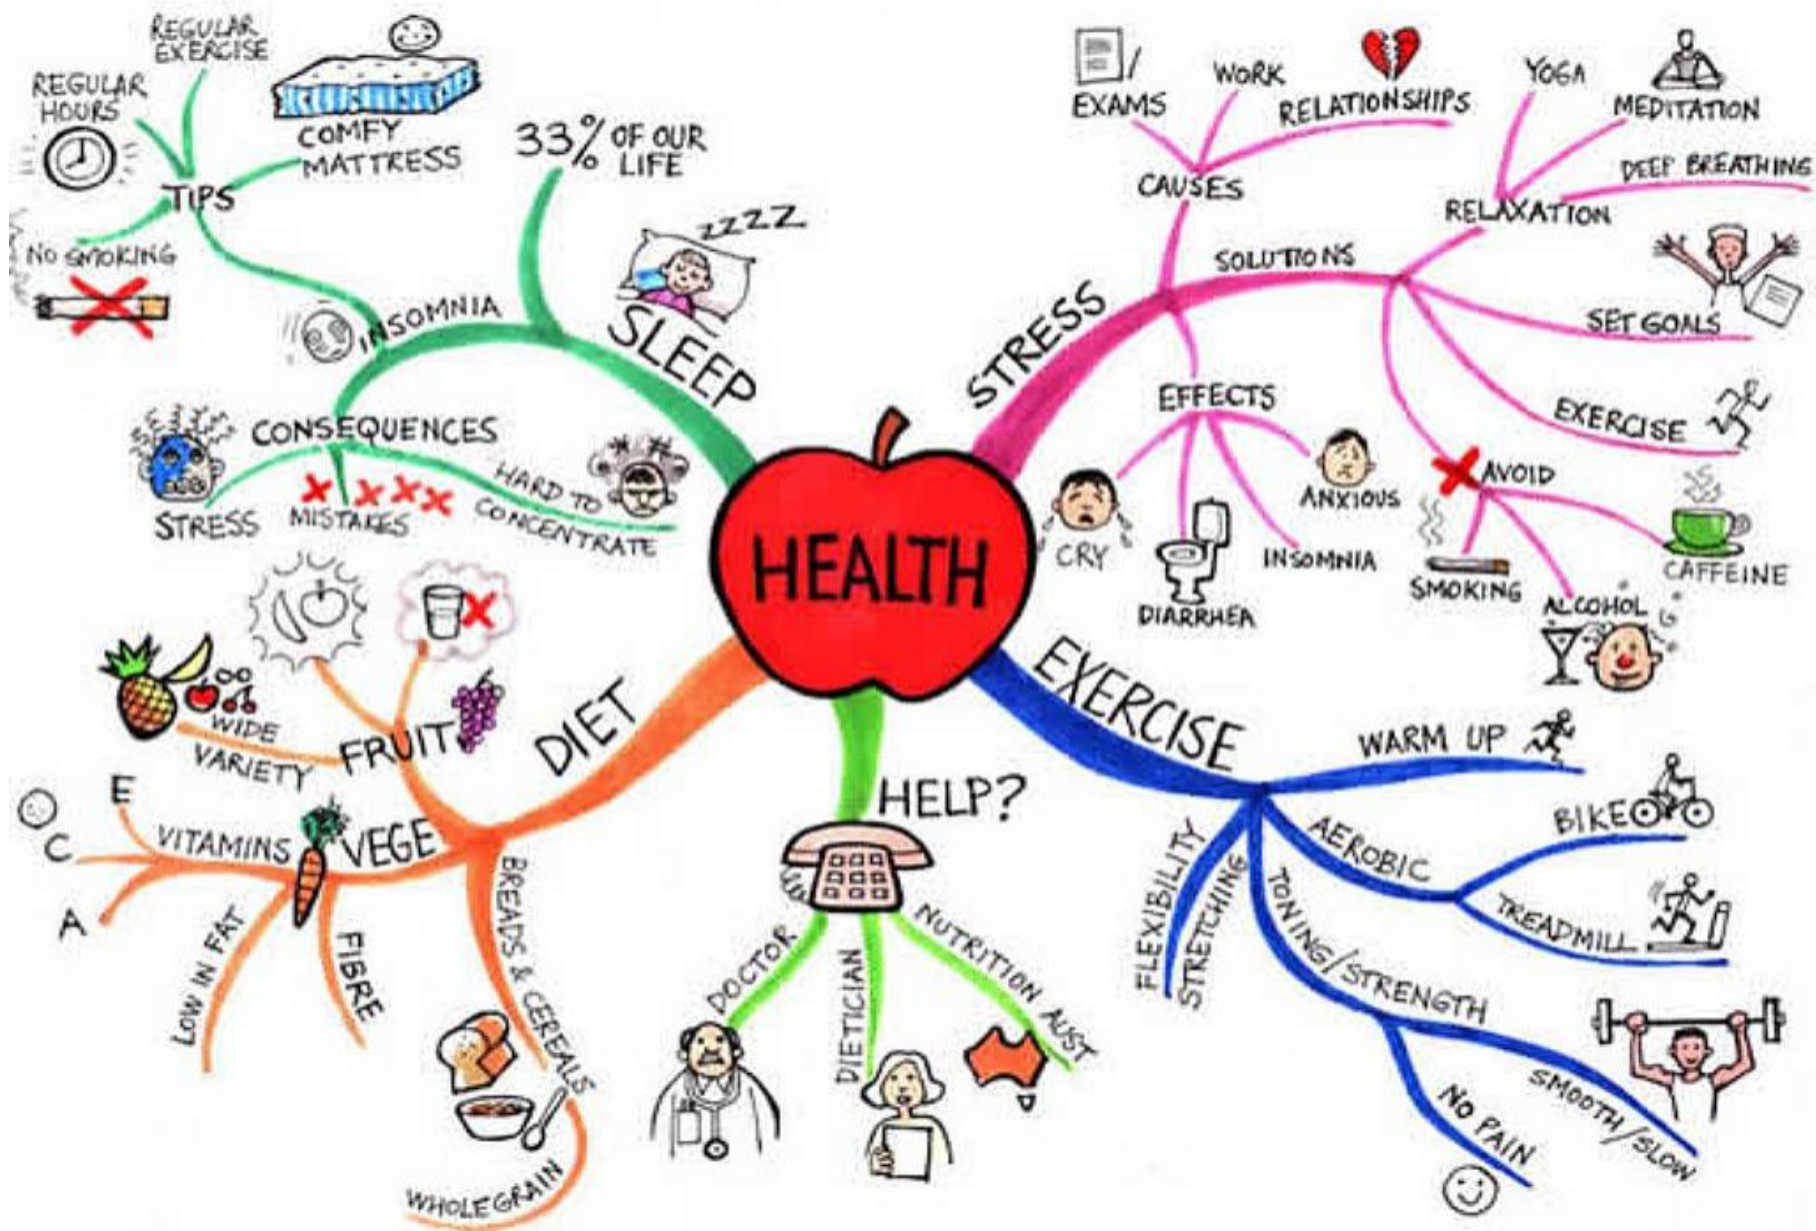 HEALTH
SLEEP
ZZZZ
33% OF OUR
LIFE
INSOMNIA
TIPS
REGULAR
HOURS
REGULAR
EXERCISE
COMFY
MATTRESS
NO SMOKING
CONSEQUENCES
STRESS
MISTAKES
HARD TO
CONCENTRATE
STRESS
CAUSES
EXAMS
WORK
RELATIONSHIPS
SOLUTIONS
RELAXATION
YOGA
MEDITATION
DEEP BREATHING
SET GOALS
EXERCISE
AVOID
SMOKING
ALCOHOL
CAFFEINE
EFFECTS
CRY
DIARRHEA
INSOMNIA
ANXIOUS
EXERCISE
WARM UP
AEROBIC
BIKE
TREADMILL
TONING/STRENGTH
SMOOTH/SLOW
NO PAIN
FLEXIBILITY
STRETCHING
HELP?
DOCTOR
DIETICIAN
NUTRITION AUST
DIET
FRUIT
WIDE
VARIETY
VEGE
VITAMINS
E
C
A
LOW IN FAT
FIBRE
BREADS & CEREALS
WHOLEGRAIN